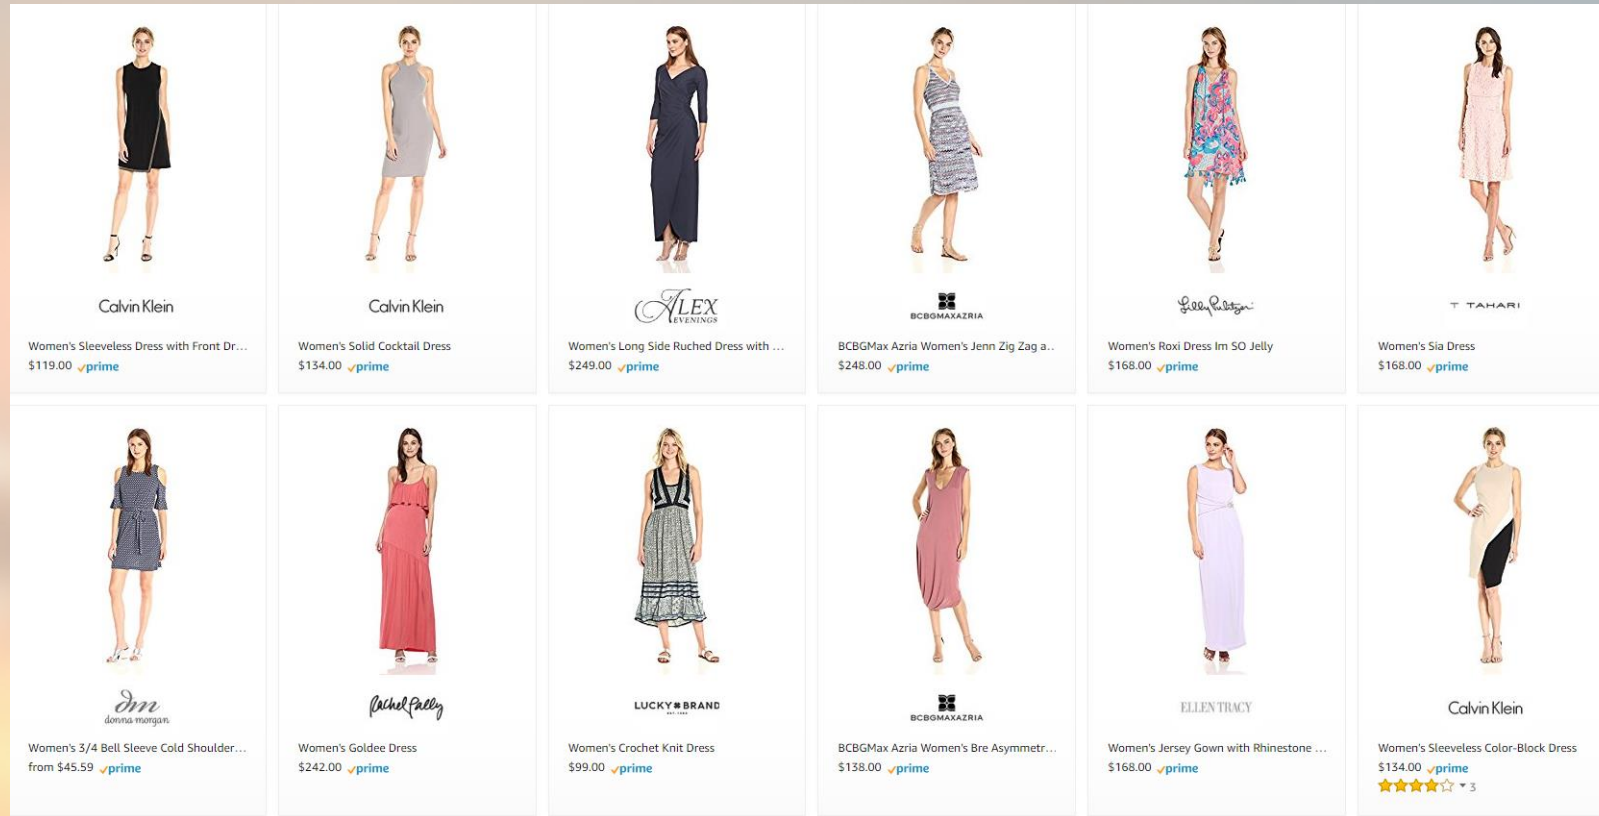 Calvin Klein
Women's Sleeveless Dress with Front Dr...
$119.00 prime
Calvin Klein
Women's Solid Cocktail Dress
$134.00 prime
ALEX
EVENINGS
Women's Long Side Ruched Dress with ...
$249.00 prime
BCBGMAXAZRIA
BCBGMax Azria Women's Jenn Zig Zag a..
$248.00 prime
Lilly Pulitzer
Women's Roxi Dress Im SO Jelly
$168.00 prime
T TAHARI
Women's Sia Dress
$168.00 prime
dm
donna morgan
Women's 3/4 Bell Sleeve Cold Shoulder...
from $45.59 prime
Rachel Pally
Women's Goldee Dress
$242.00 prime
LUCKY BRAND
Women's Crochet Knit Dress
$99.00 prime
BCBGMAXAZRIA
BCBGMax Azria Women's Bre Asymmetr...
$138.00 prime
ELLEN TRACY
Women's Jersey Gown with Rhinestone ...
$168.00 prime
Calvin Klein
Women's Sleeveless Color-Block Dress
$134.00 prime
3